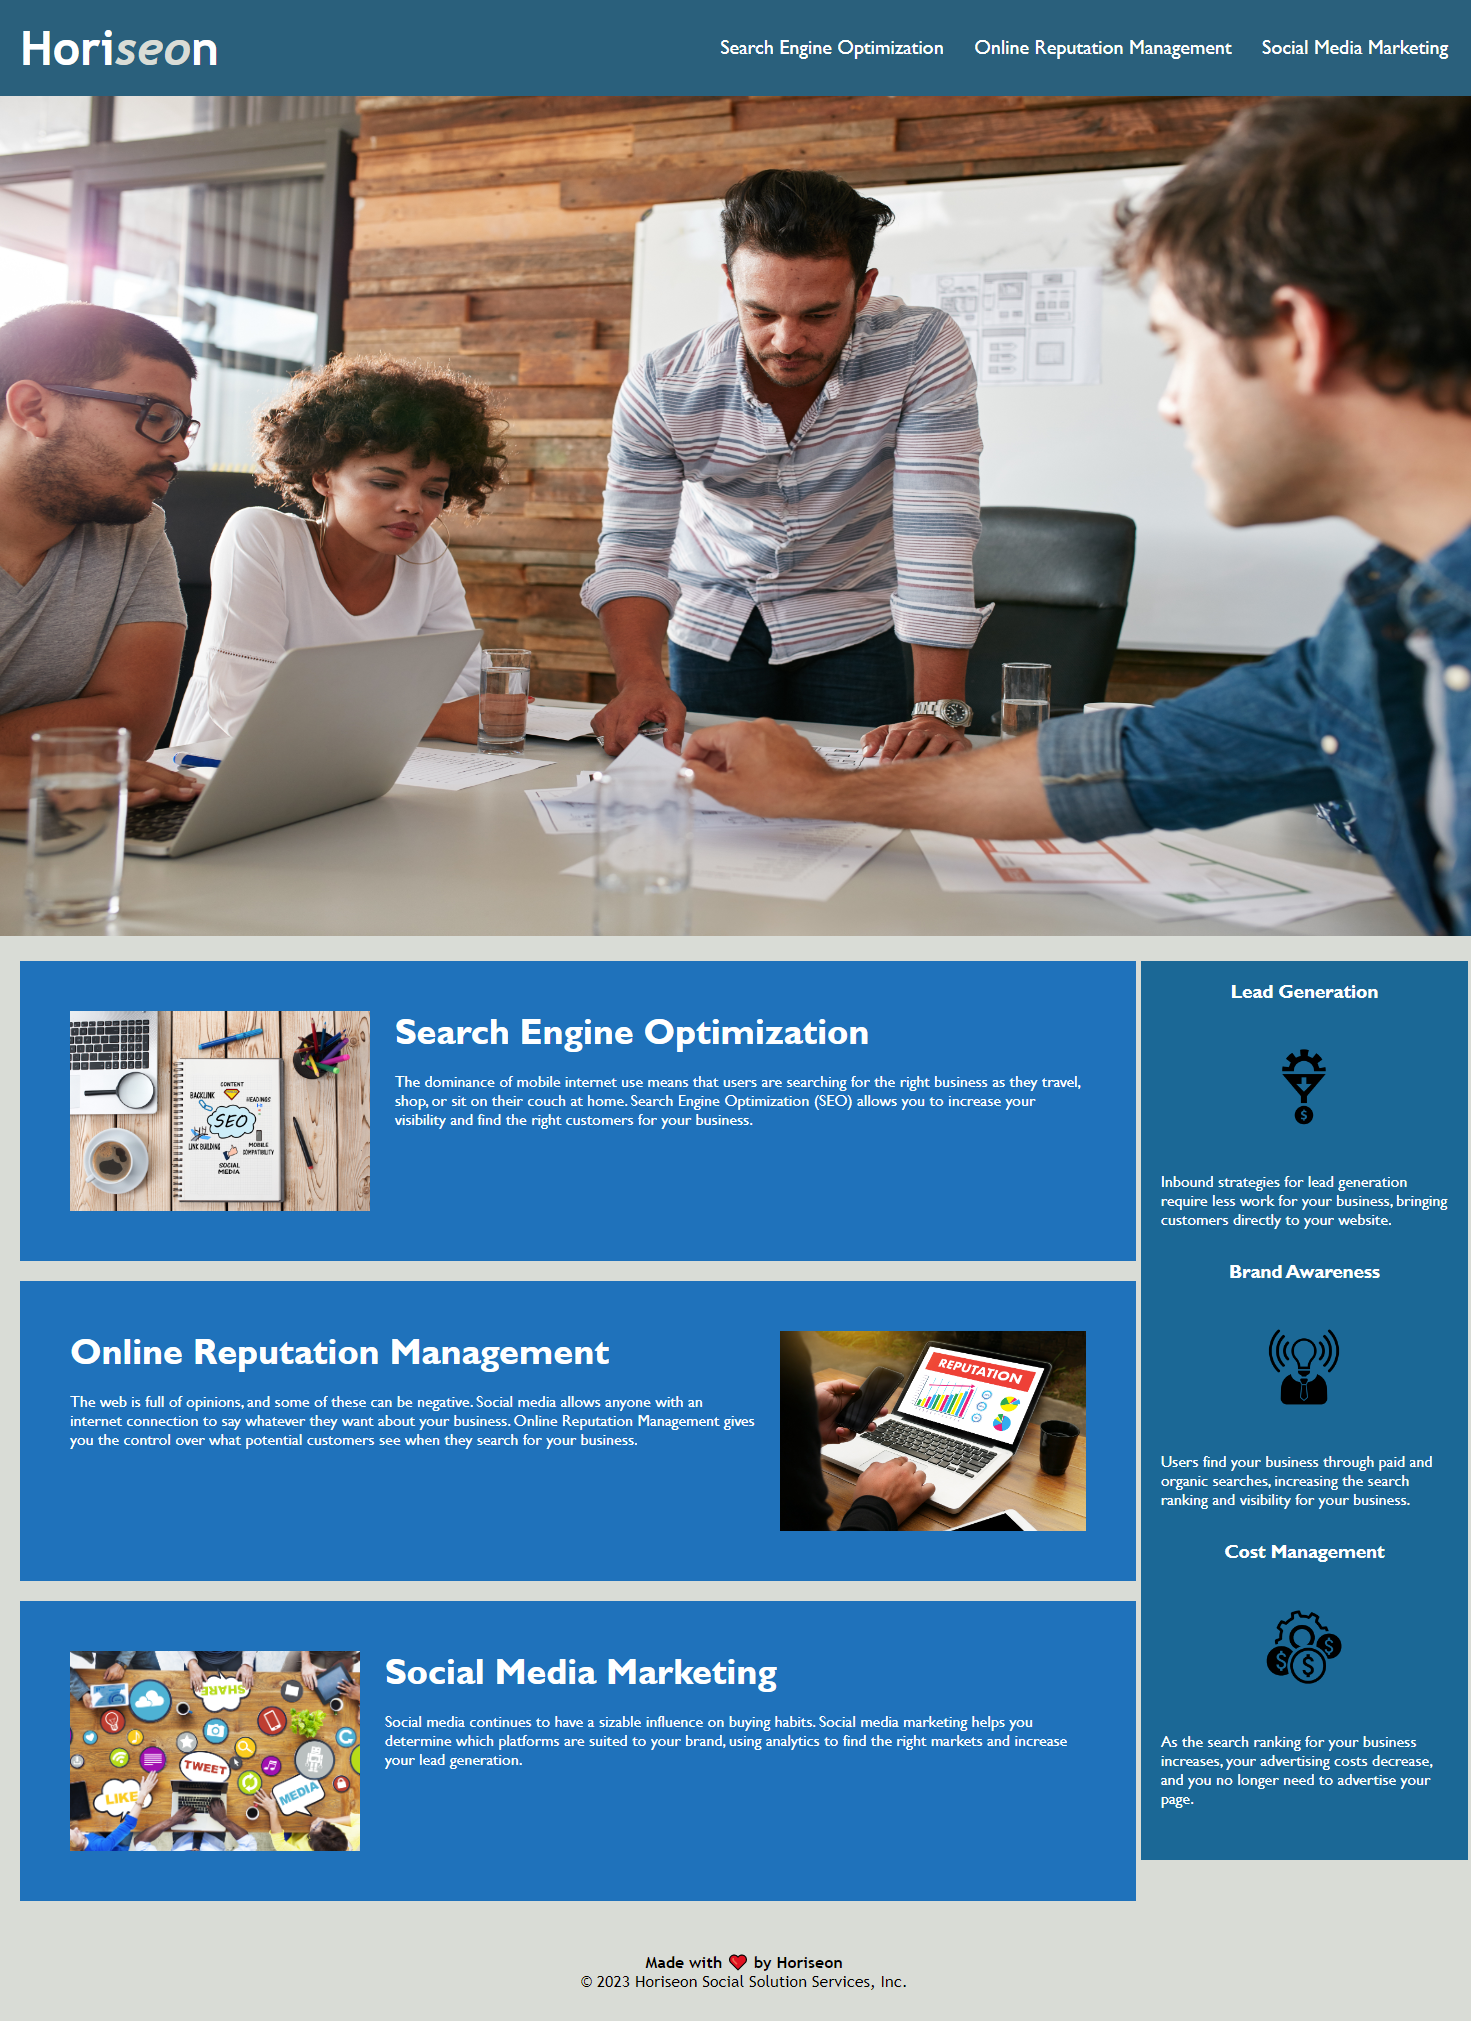 Horiseon
Search Engine Optimization
Online Reputation Management
Social Media Marketing
CONTENT
BACKLINK
HEADINGS
SEO
LINK BUILDING
MOBILE
COMPATIBILITY
SOCIAL
MEDIA
Search Engine Optimization
The dominance of mobile internet use means that users are searching for the right business as they travel,
shop, or sit on their couch at home. Search Engine Optimization (SEO) allows you to increase your
visibility and find the right customers for your business.
Online Reputation Management
The web is full of opinions, and some of these can be negative. Social media allows anyone with an
internet connection to say whatever they want about your business. Online Reputation Management gives
you the control over what potential customers see when they search for your business.
REPUTATION
SHARE
TWEET
LIKE
MEDIA
Social Media Marketing
Social media continues to have a sizable influence on buying habits. Social media marketing helps you
determine which platforms are suited to your brand, using analytics to find the right markets and increase
your lead generation.
Lead Generation
$
Inbound strategies for lead generation
require less work for your business, bringing
customers directly to your website.
Brand Awareness
Users find your business through paid and
organic searches, increasing the search
ranking and visibility for your business.
Cost Management
$ $ $
As the search ranking for your business
increases, your advertising costs decrease,
and you no longer need to advertise your
page.
Made with ❤️ by Horiseon
© 2023 Horiseon Social Solution Services, Inc.